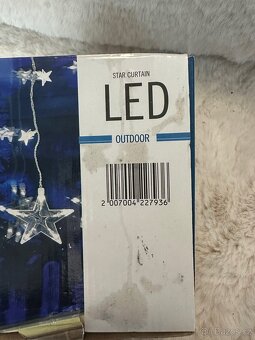 STAR CURTAIN
LED
OUTDOOR
2 007004 227936